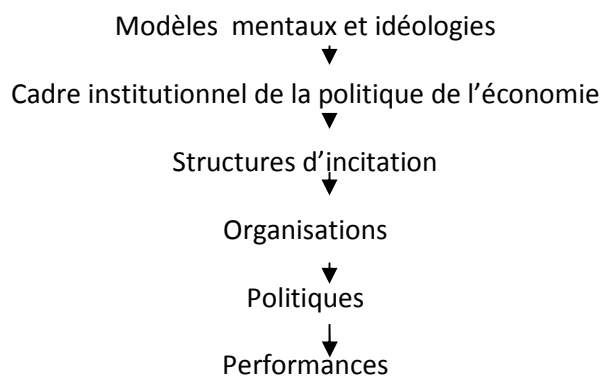 Modèles mentaux et idéologies
Cadre institutionnel de la politique de l’économie
Structures d’incitation
Organisations
Politiques
Performances